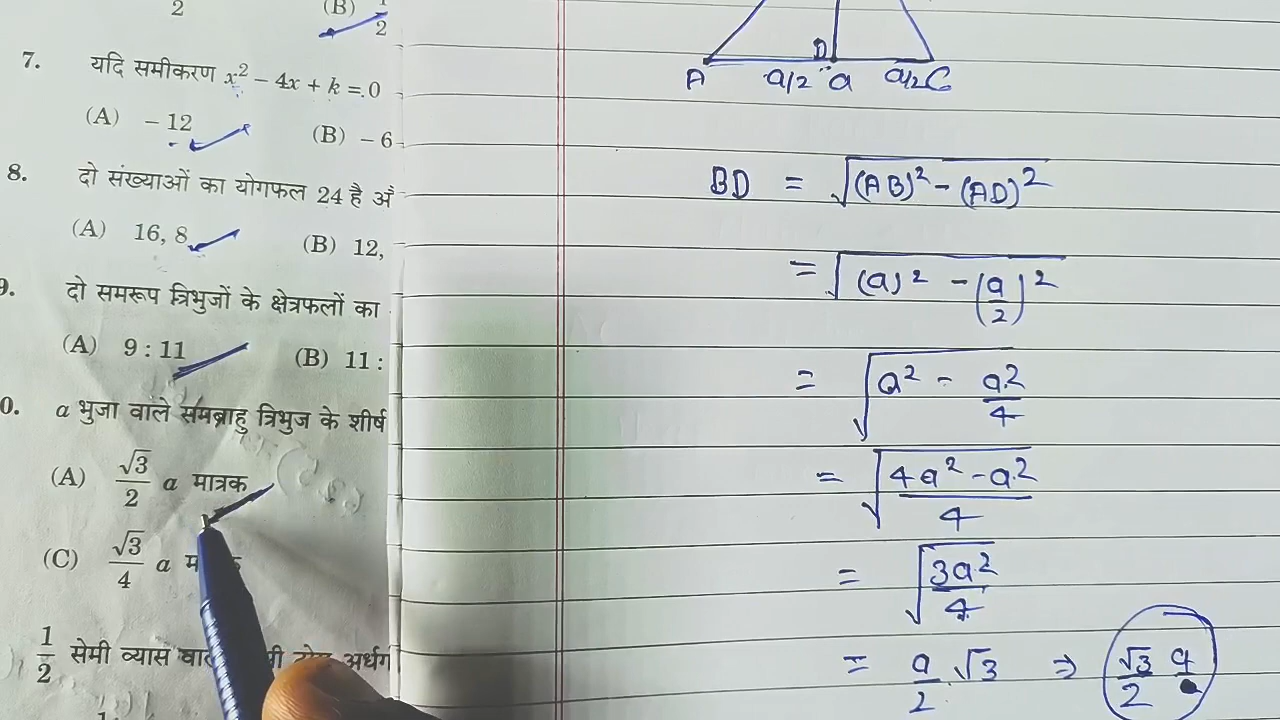 2 (B) 1/2
7. यदि समीकरण x² – 4x + k = 0
(A) – 12 (B) – 6
8. दो संख्याओं का योगफल 24 है
(A) 16, 8 (B) 12,
9. दो समरूप त्रिभुजों के क्षेत्रफलों का
(A) 9 : 11 (B) 11 :
0. a भुजा वाले समबाहु त्रिभुज के शीर्ष
(A) √3/2 a मात्रक
(C) √3/4 a
1/2 सेमी व्यास
D
A a/2 a a/2 C
BD = √(AB)² – (AD)²
= √(a)² – (a/2)²
= √a² – a²/4
= √4a² – a²/4
= √3a²/4
= a/2 √3 ⇒ √3/2 a